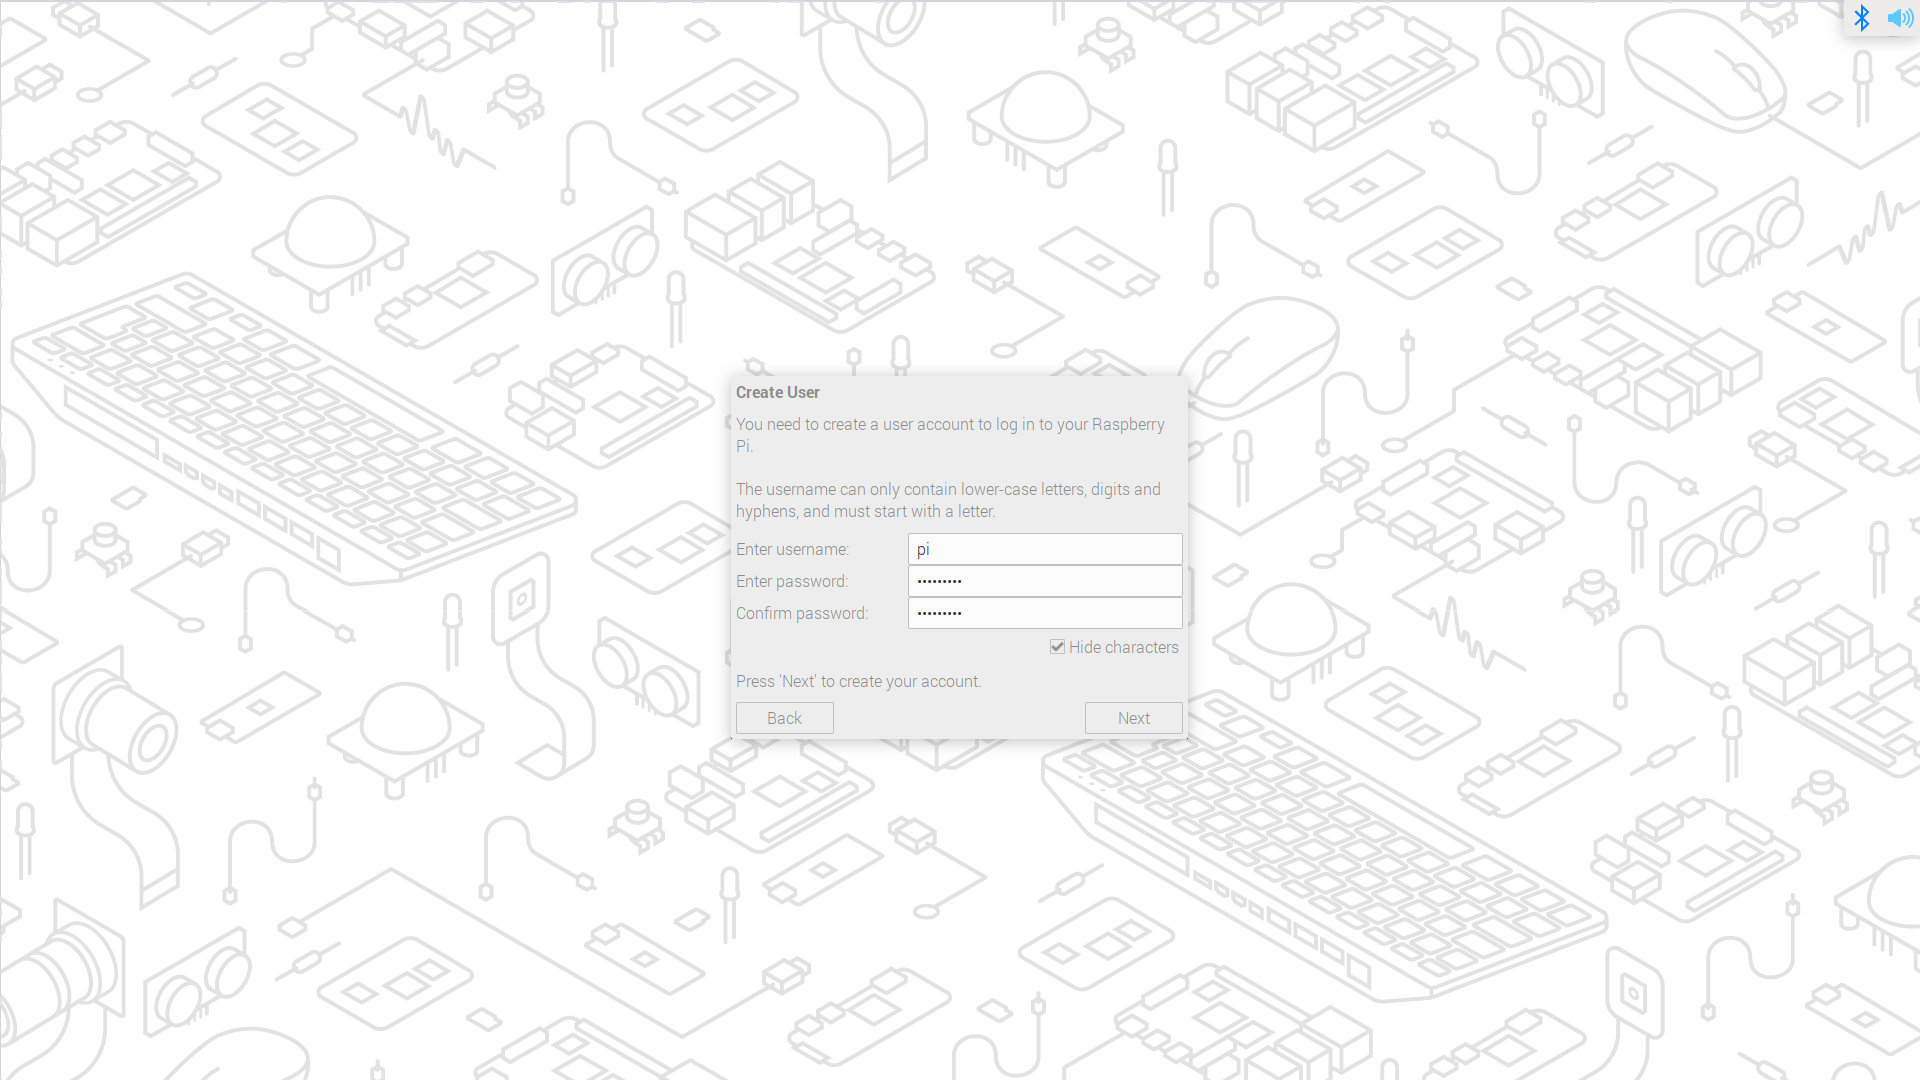 Create User
You need to create a user account to log in to your Raspberry
Pi.
The username can only contain lower-case letters, digits and
hyphens, and must start with a letter.
Enter username: pi
Enter password: •••••••••
Confirm password: •••••••••
Hide characters
Press 'Next' to create your account.
Back Next